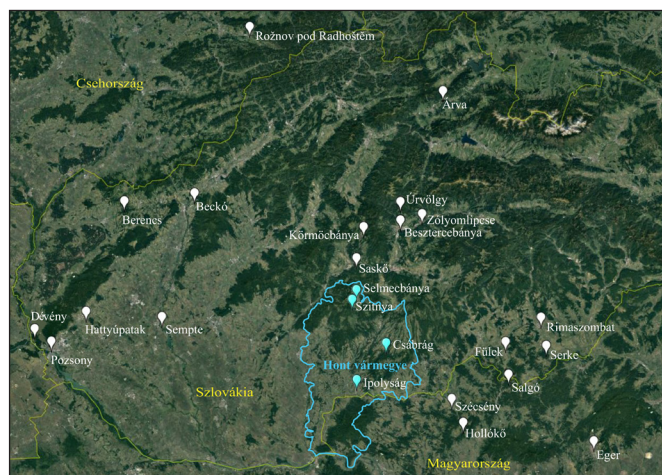 Rožnov pod Radhoštěm
Csehország
Árva
Berencs
Beckó
Úrvölgy
Zólyomlipcse
Besztercebánya
Körmöcbánya
Saskő
Selmecbánya
Szitnya
Dévény
Hattyúpatak
Sempte
Pozsony
Csábrág
Rimaszombat
Fülek
Serke
Hont vármegye
Ipolyság
Salgó
Szlovákia
Szécsény
Hollókő
Eger
Magyarország